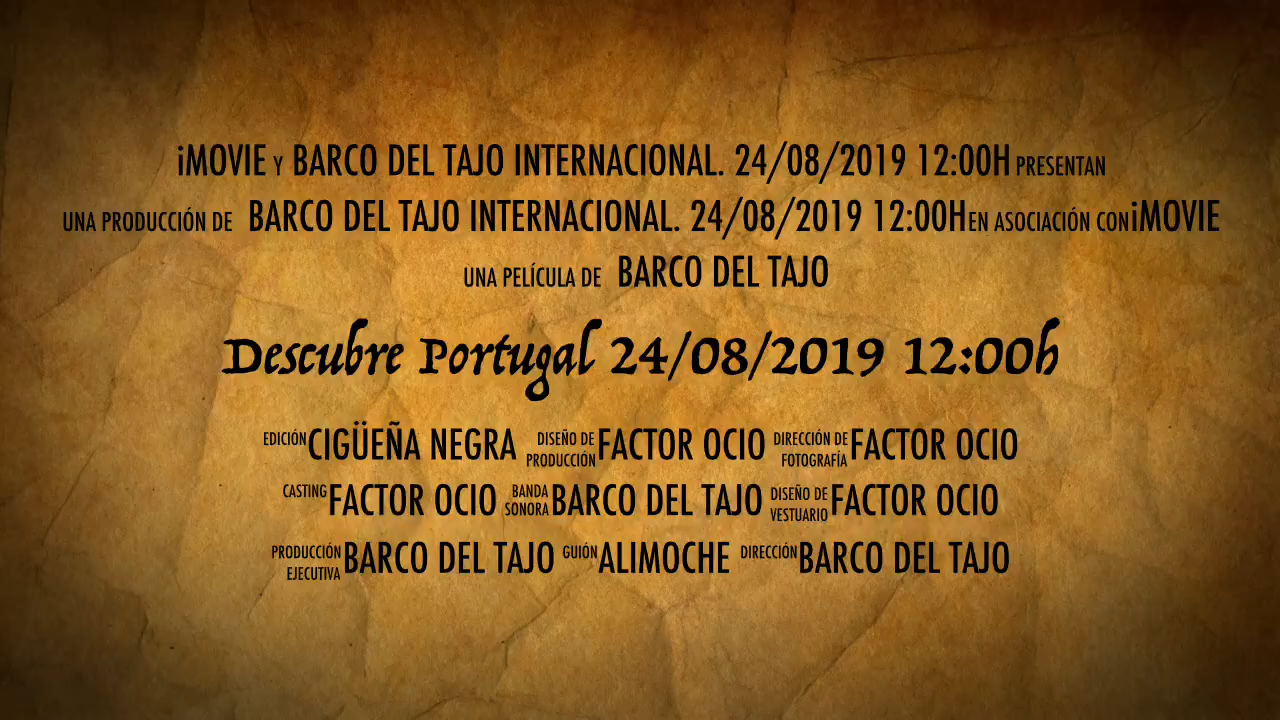 iMOVIE Y BARCO DEL TAJO INTERNACIONAL. 24/08/2019 12:00H PRESENTAN
UNA PRODUCCIÓN DE BARCO DEL TAJO INTERNACIONAL. 24/08/2019 12:00H EN ASOCIACIÓN CON iMOVIE
UNA PELÍCULA DE BARCO DEL TAJO
Descubre Portugal 24/08/2019 12:00h
EDICIÓN CIGÜEÑA NEGRA DISEÑO DE PRODUCCIÓN FACTOR OCIO DIRECCIÓN DE FOTOGRAFÍA FACTOR OCIO
CASTING FACTOR OCIO BANDA SONORA BARCO DEL TAJO DISEÑO DE VESTUARIO FACTOR OCIO
PRODUCCIÓN EJECUTIVA BARCO DEL TAJO GUIÓN ALIMOCHE DIRECCIÓN BARCO DEL TAJO